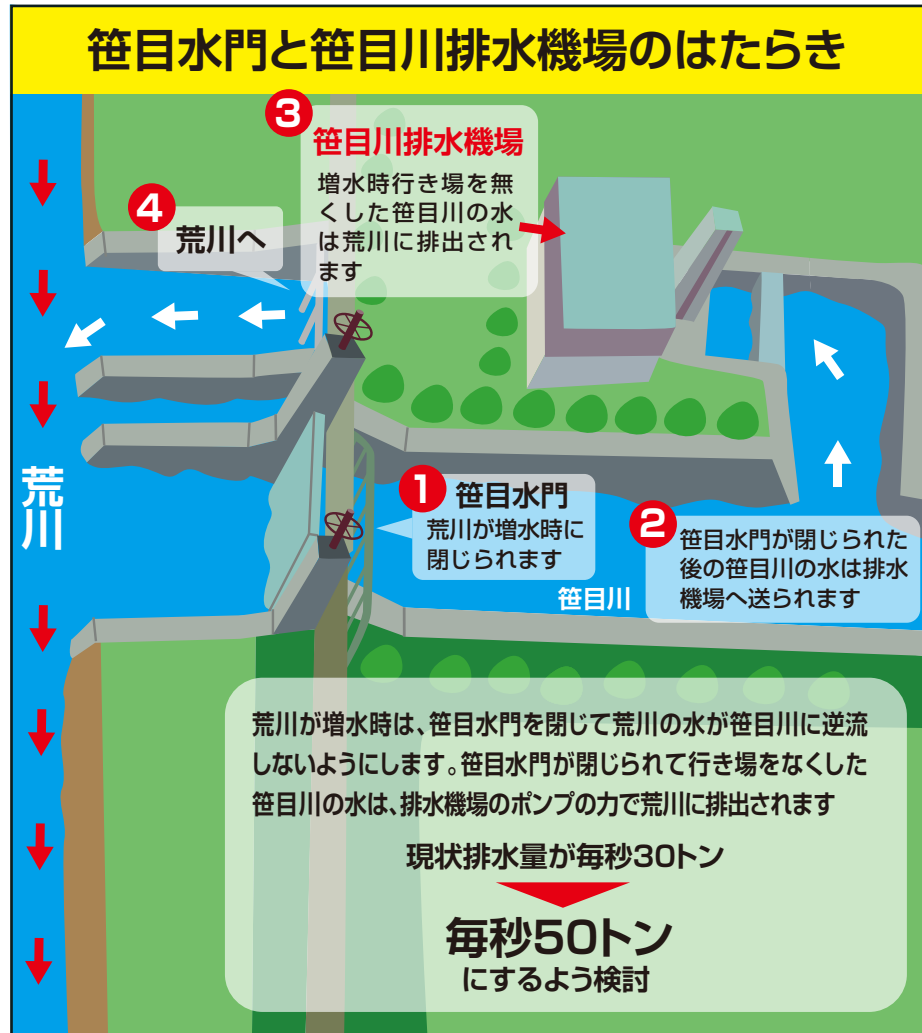 笹目水門と笹目川排水機場のはたらき
3
笹目川排水機場
増水時行き場を無
くした笹目川の水
は荒川に排出され
ます
4
荒川へ
荒川
1
笹目水門
荒川が増水時に
閉じられます
2
笹目水門が閉じられた
後の笹目川の水は排水
機場へ送られます
笹目川
荒川が増水時は、笹目水門を閉じて荒川の水が笹目川に逆流
しないようにします。笹目水門が閉じられて行き場をなくした
笹目川の水は、排水機場のポンプの力で荒川に排出されます
現状排水量が毎秒30トン
毎秒50トン
にするよう検討